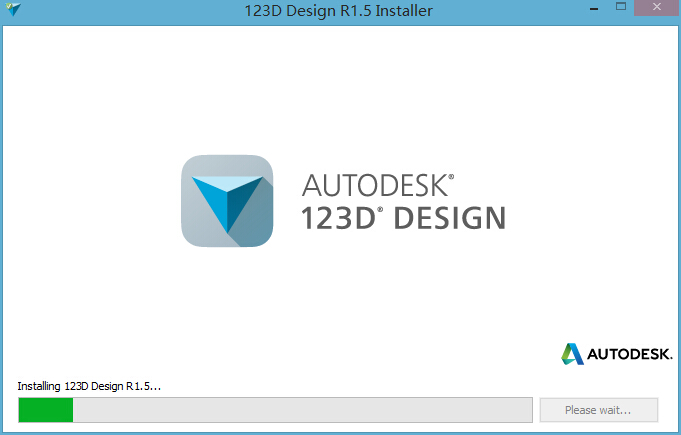 123D Design R1.5 Installer
AUTODESK®
123D® DESIGN
AUTODESK.
Installing 123D Design R1.5...
Please wait...